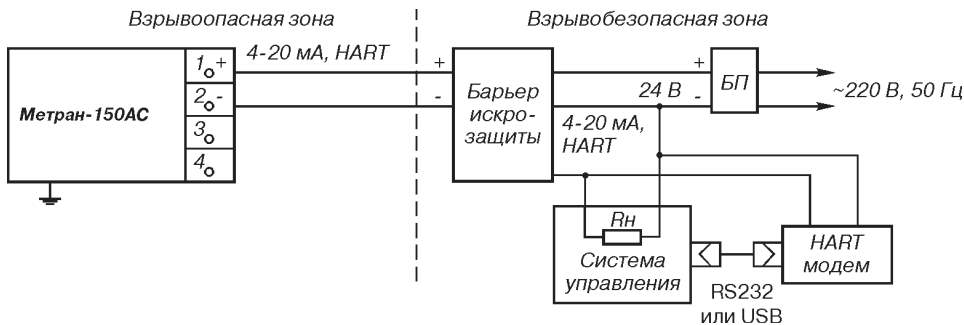 Взрывоопасная зона
Взрывобезопасная зона
Метран-150АС
1 +
2 -
3
4
4-20 мА, HART
+
-
Барьер
искро-
защиты
+
24 В -
БП
~220 В, 50 Гц
4-20 мА,
HART
Rн
Система
управления
RS232
или USB
HART
модем